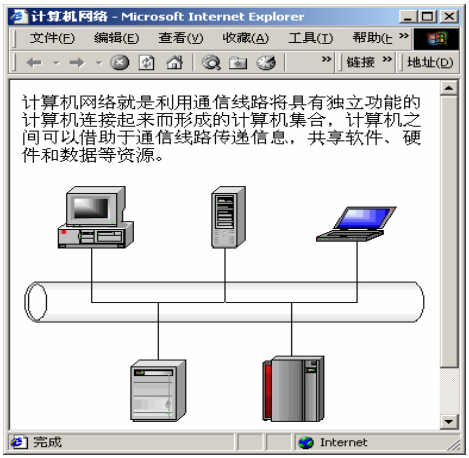 计算机网络 - Microsoft Internet Explorer
文件(F) 编辑(E) 查看(V) 收藏(A) 工具(T) 帮助(H »
» 链接 » 地址(D)
计算机网络就是利用通信线路将具有独立功能的
计算机连接起来而形成的计算机集合，计算机之
间可以借助于通信线路传递信息，共享软件、硬
件和数据等资源。
完成 Internet